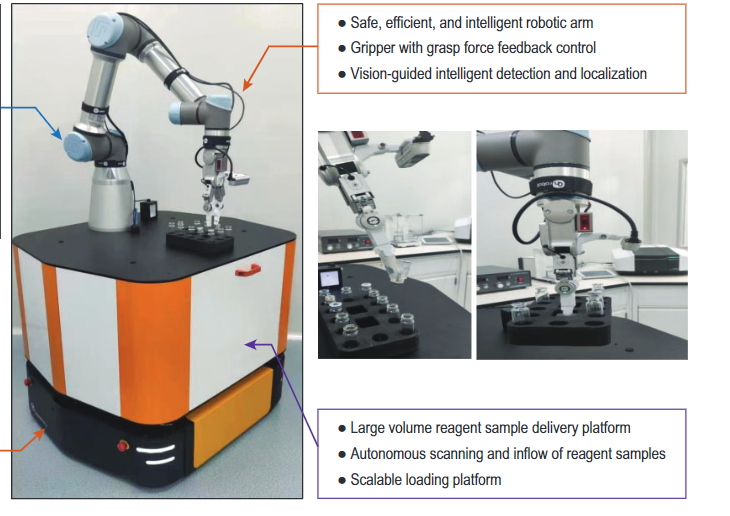 ● Safe, efficient, and intelligent robotic arm
● Gripper with grasp force feedback control
● Vision-guided intelligent detection and localization
● Large volume reagent sample delivery platform
● Autonomous scanning and inflow of reagent samples
● Scalable loading platform